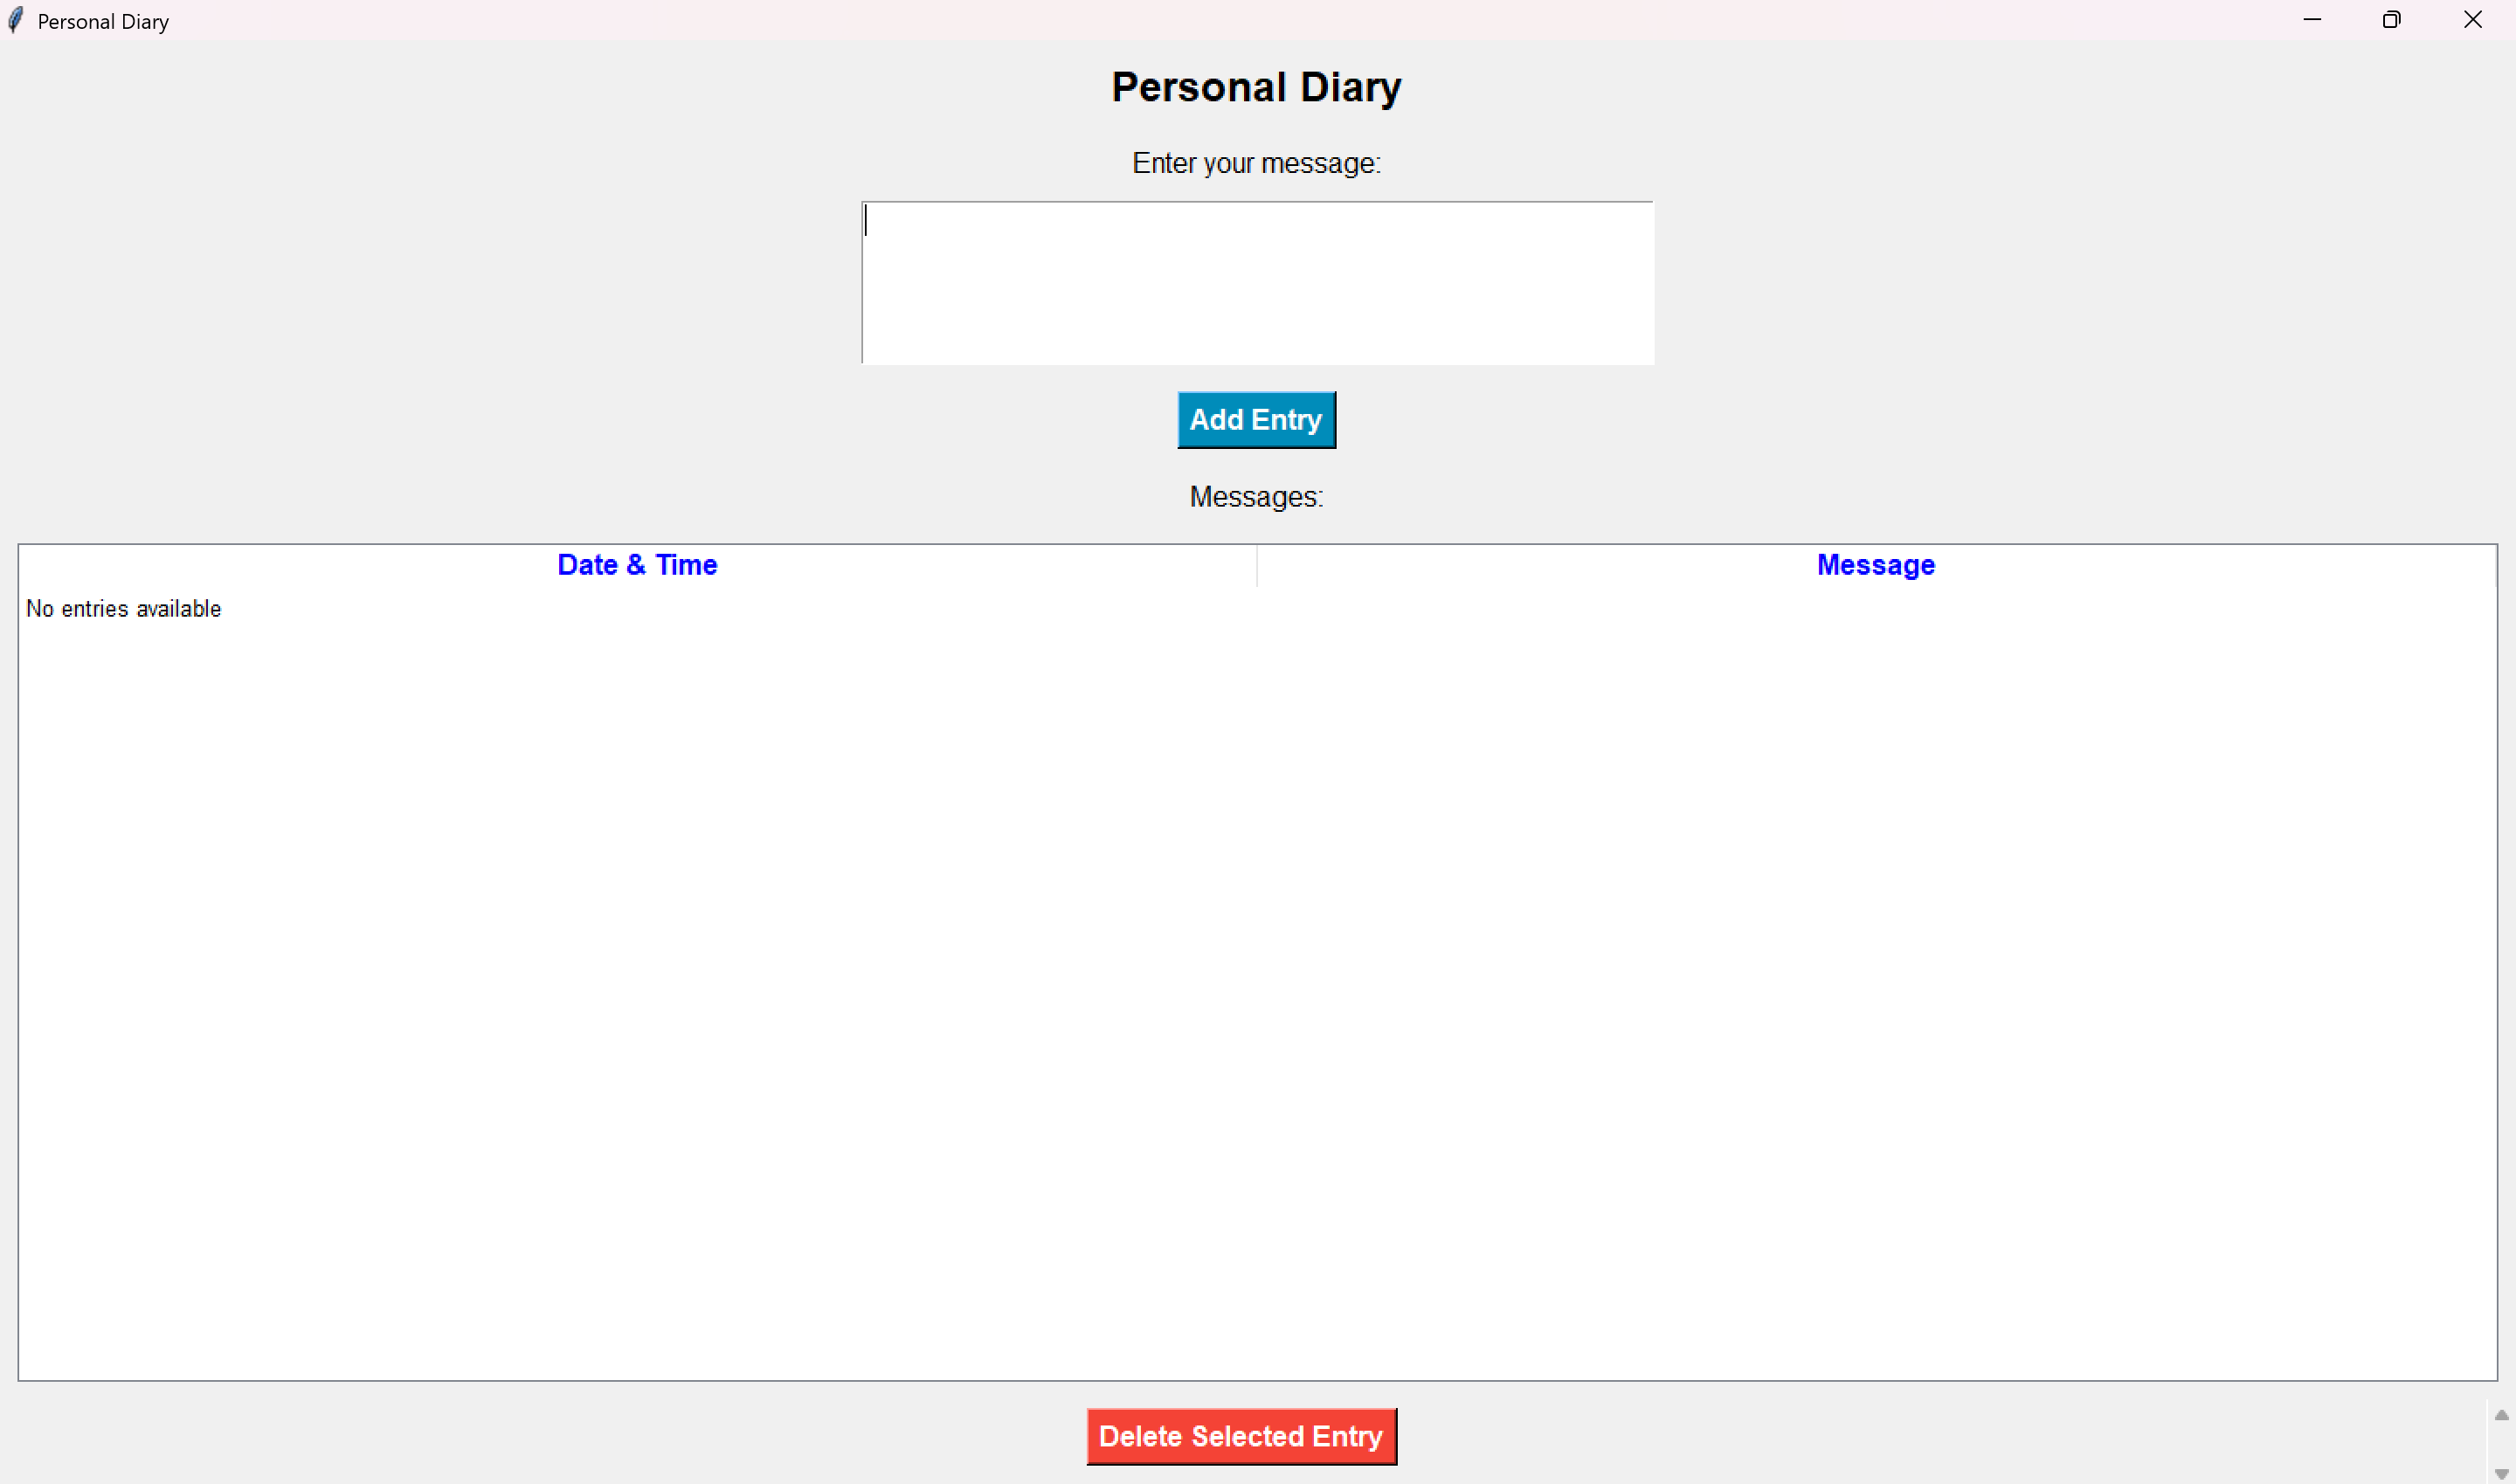 Personal Diary
Personal Diary
Enter your message:
Add Entry
Messages:
Date & Time
Message
No entries available
Delete Selected Entry